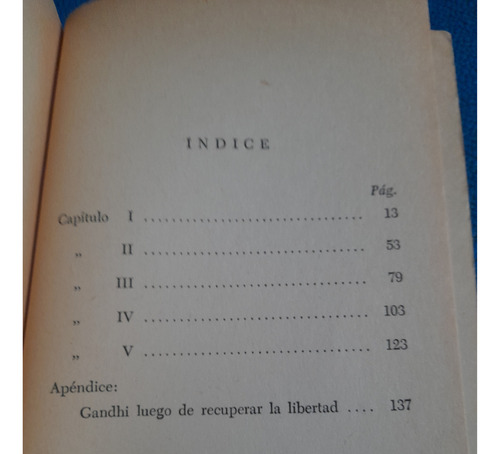 INDICE
Pág.
Capítulo I ................................ 13
„ II ................................ 53
„ III ................................ 79
„ IV ................................ 103
„ V ................................ 123
Apéndice:
Gandhi luego de recuperar la libertad .... 137